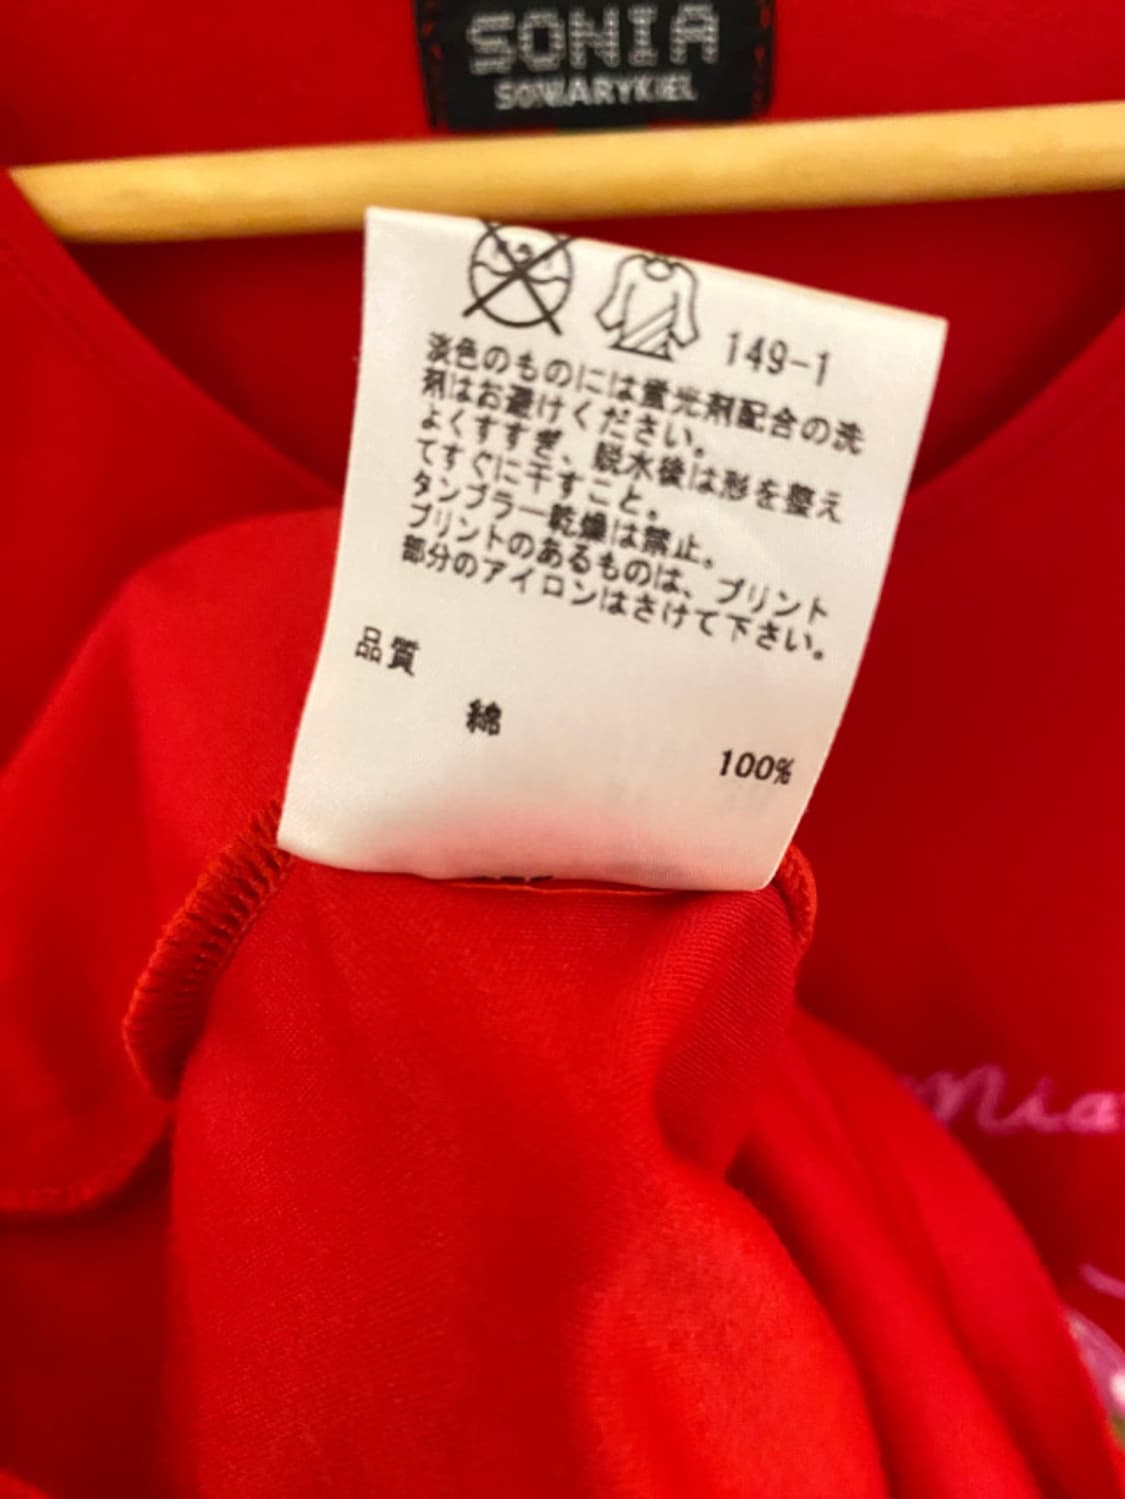 SONIA
SONIARYKIEL
149-1
淡色のものには蛍光剤配合の洗
剤はお避けください。
よくすすぎ、脱水後は形を整え
てすぐに干すこと。
タンブラー乾燥は禁止。
プリントのあるものは、プリント
部分のアイロンはさけて下さい。
品質
綿
100%
nia